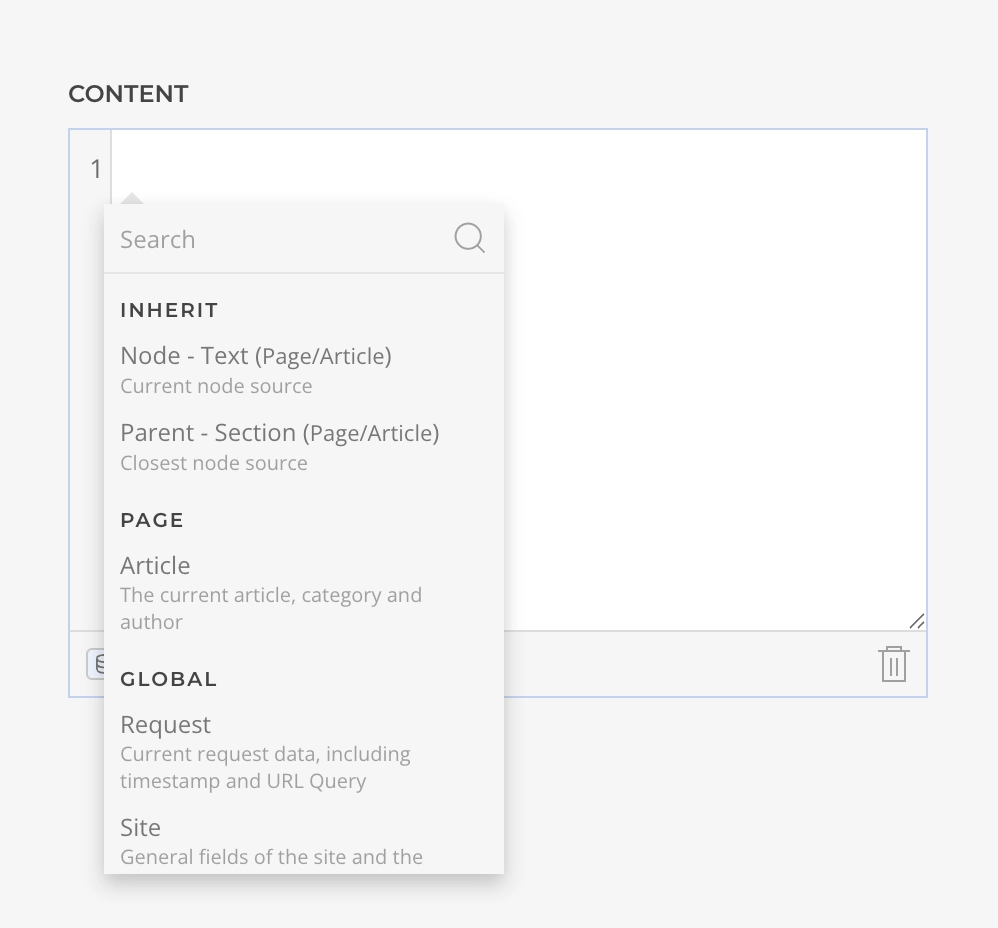 CONTENT
1
Search
INHERIT
Node - Text (Page/Article)
Current node source
Parent - Section (Page/Article)
Closest node source
PAGE
Article
The current article, category and
author
GLOBAL
Request
Current request data, including
timestamp and URL Query
Site
General fields of the site and the